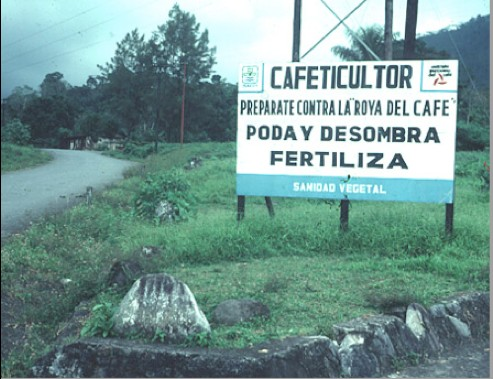 CAFETICULTOR
PREPARATE CONTRA LA "ROYA DEL CAFE"
PODA Y DESOMBRA
FERTILIZA
SANIDAD VEGETAL